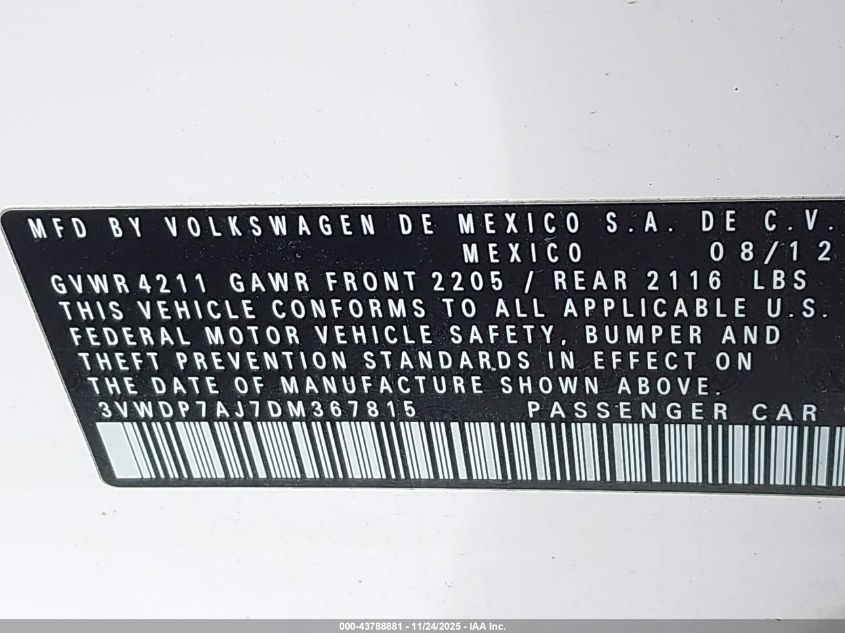 MFD BY VOLKSWAGEN DE MEXICO S.A. DE C.V.
MEXICO 08/12
GVWR 4211 GAWR FRONT 2205 / REAR 2116 LBS
THIS VEHICLE CONFORMS TO ALL APPLICABLE U.S.
FEDERAL MOTOR VEHICLE SAFETY, BUMPER AND
THEFT PREVENTION STANDARDS IN EFFECT ON
THE DATE OF MANUFACTURE SHOWN ABOVE.
3VWDP7AJ7DM367815 PASSENGER CAR
000-43788881 - 11/24/2025 - IAA Inc.